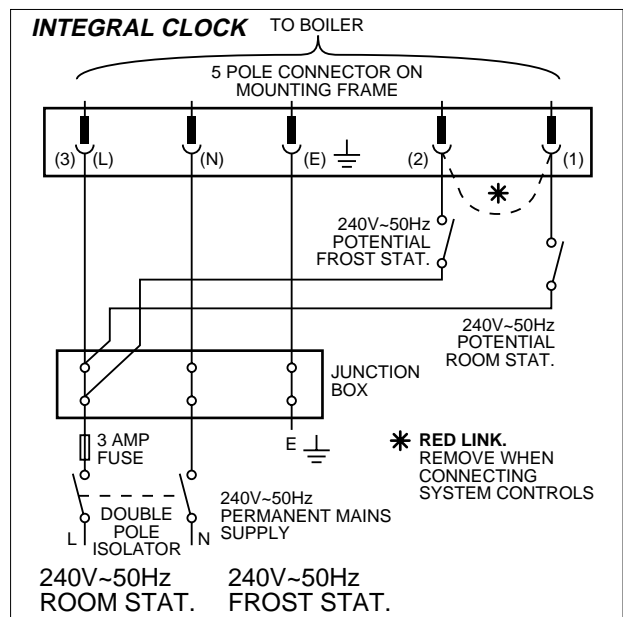 INTEGRAL CLOCK TO BOILER
5 POLE CONNECTOR ON
MOUNTING FRAME
(3) (L) (N) (E) (2) (1)
240V~50Hz
POTENTIAL
FROST STAT.
240V~50Hz
POTENTIAL
ROOM STAT.
JUNCTION
BOX
3 AMP
FUSE
E
* RED LINK.
REMOVE WHEN
CONNECTING
SYSTEM CONTROLS
DOUBLE
POLE
ISOLATOR
L N
240V~50Hz
PERMANENT MAINS
SUPPLY
240V~50Hz 240V~50Hz
ROOM STAT. FROST STAT.